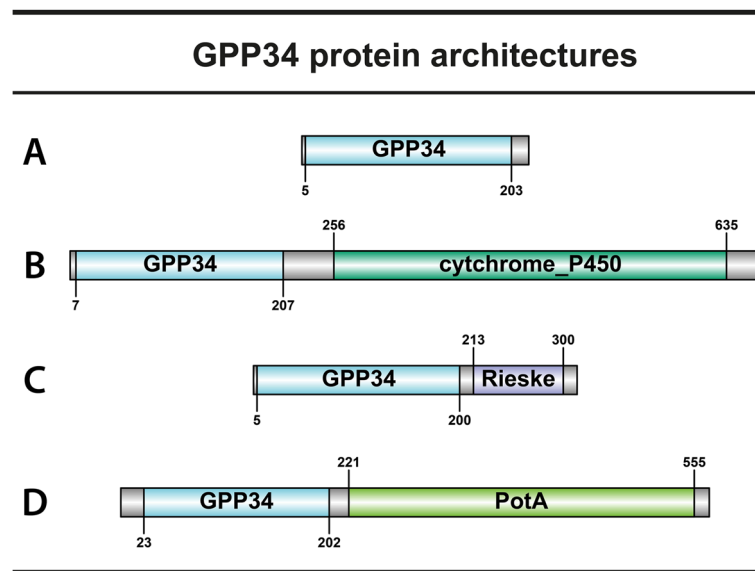 GPP34 protein architectures
A
GPP34
5 203
256 635
B
GPP34 cytchrome_P450
7 207
213 300
C
GPP34 Rieske
5 200
221 555
D
GPP34 PotA
23 202